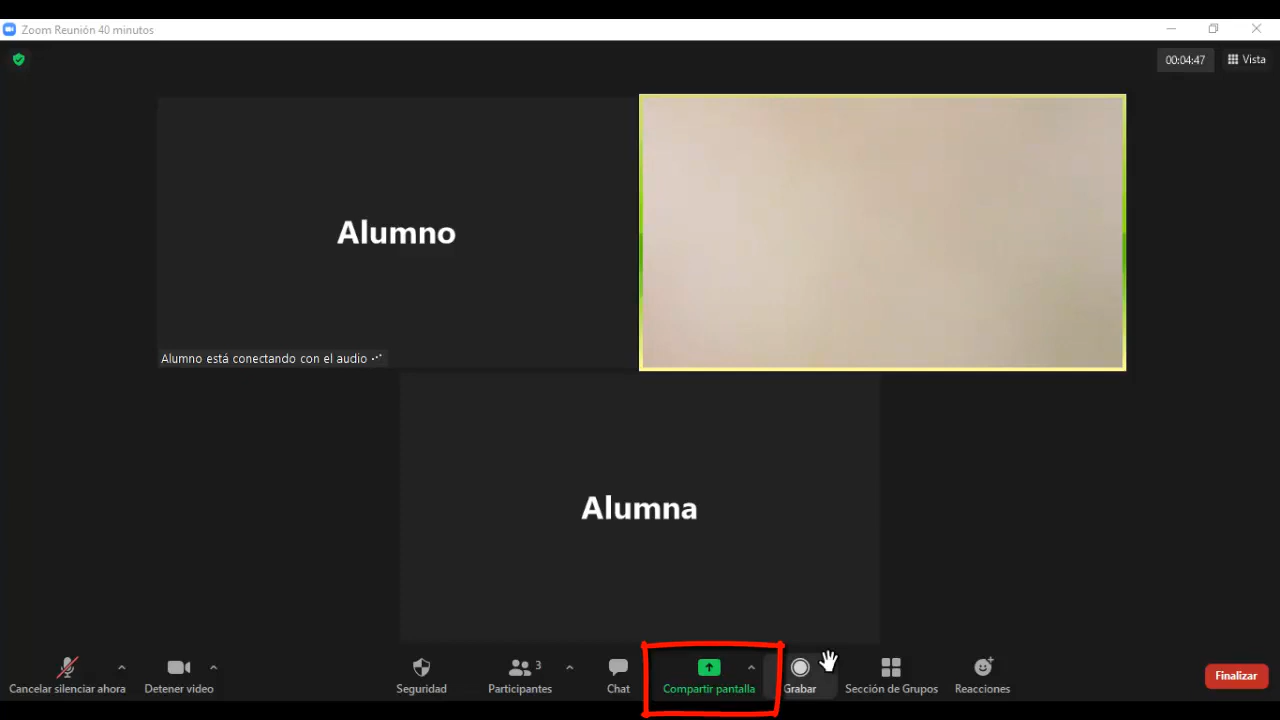 Zoom Reunión 40 minutos
00:04:47
Vista
Alumno
Alumno está conectando con el audio
Alumna
Cancelar silenciar ahora
Detener video
Seguridad
Participantes
3
Chat
Compartir pantalla
Grabar
Sección de Grupos
Reacciones
Finalizar